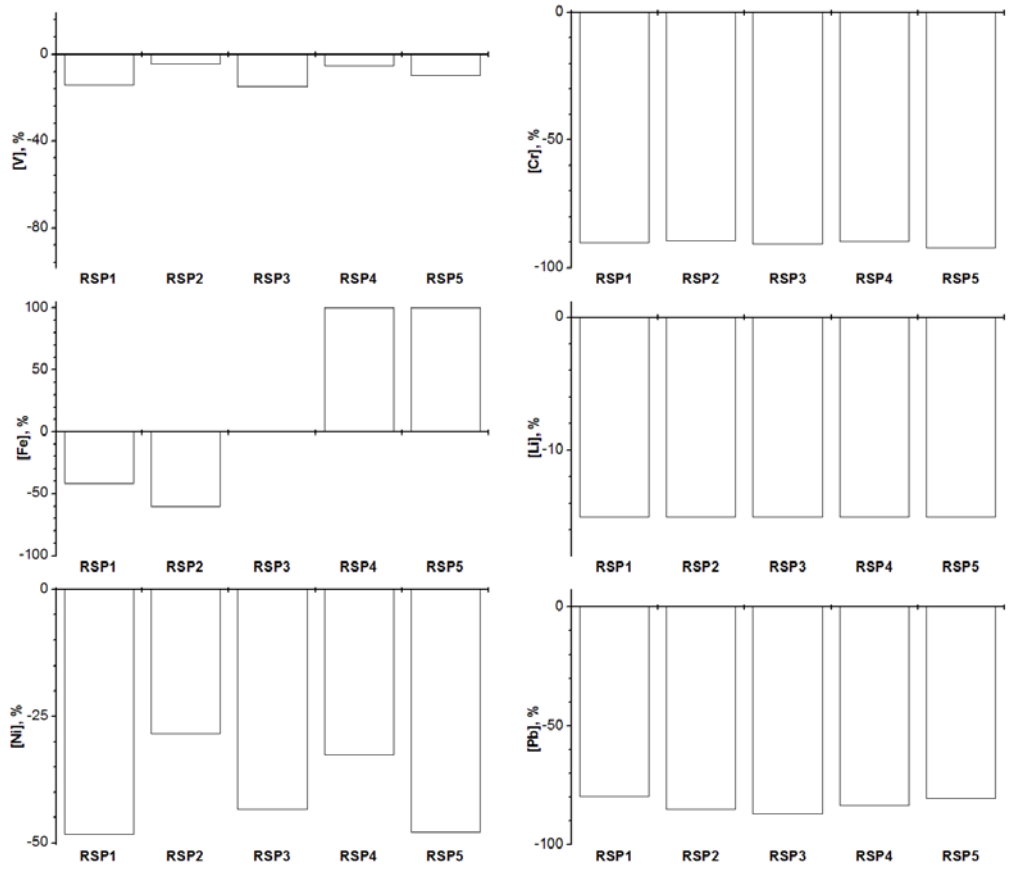 0
-40
-80
[V], %
RSP1 RSP2 RSP3 RSP4 RSP5
0
-50
-100
[Cr], %
RSP1 RSP2 RSP3 RSP4 RSP5
100
50
0
-50
-100
[Fe], %
RSP1 RSP2 RSP3 RSP4 RSP5
0
-10
[Li], %
RSP1 RSP2 RSP3 RSP4 RSP5
0
-25
-50
[Ni], %
RSP1 RSP2 RSP3 RSP4 RSP5
0
-50
-100
[Pb], %
RSP1 RSP2 RSP3 RSP4 RSP5